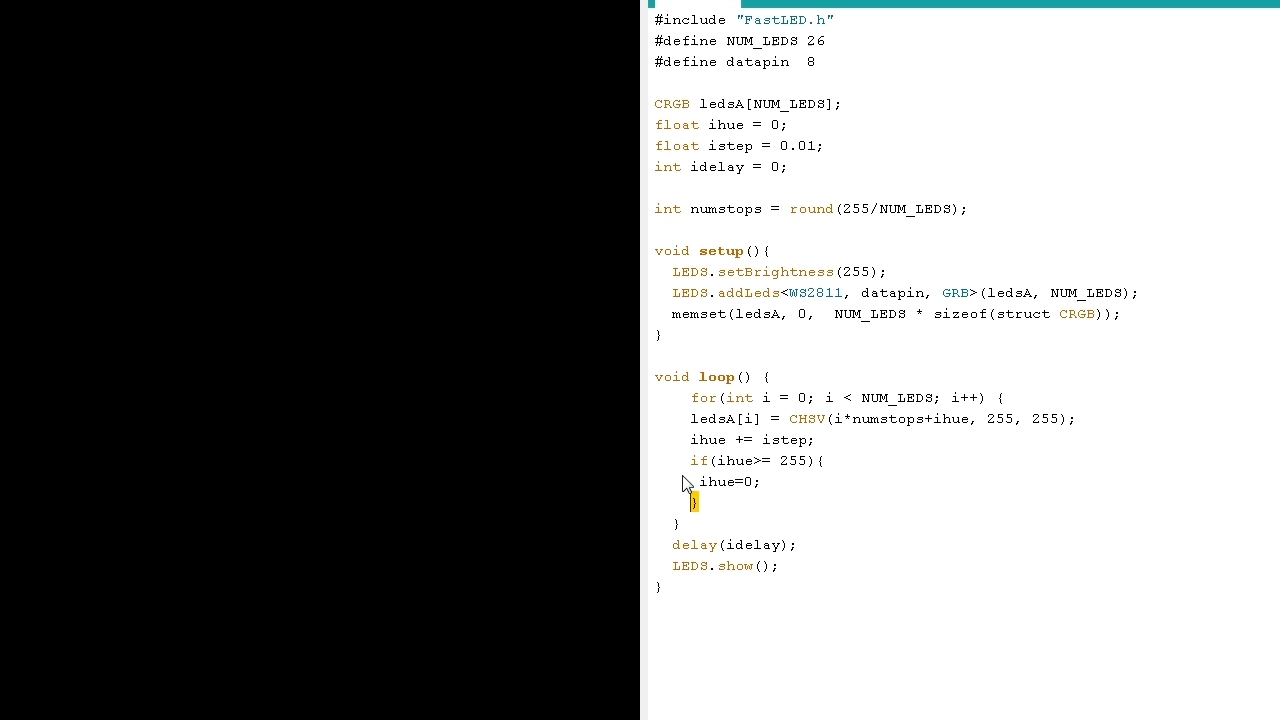 #include "FastLED.h"
#define NUM_LEDS 26
#define datapin  8
CRGB ledsA[NUM_LEDS];
float ihue = 0;
float istep = 0.01;
int idelay = 0;
int numstops = round(255/NUM_LEDS);
void setup(){
  LEDS.setBrightness(255);
  LEDS.addLeds<WS2811, datapin, GRB>(ledsA, NUM_LEDS);
  memset(ledsA, 0,  NUM_LEDS * sizeof(struct CRGB));
}
void loop() {
    for(int i = 0; i < NUM_LEDS; i++) {
    ledsA[i] = CHSV(i*numstops+ihue, 255, 255);
    ihue += istep;
    if(ihue>= 255){
     ihue=0;
    }
  }
  delay(idelay);
  LEDS.show();
}